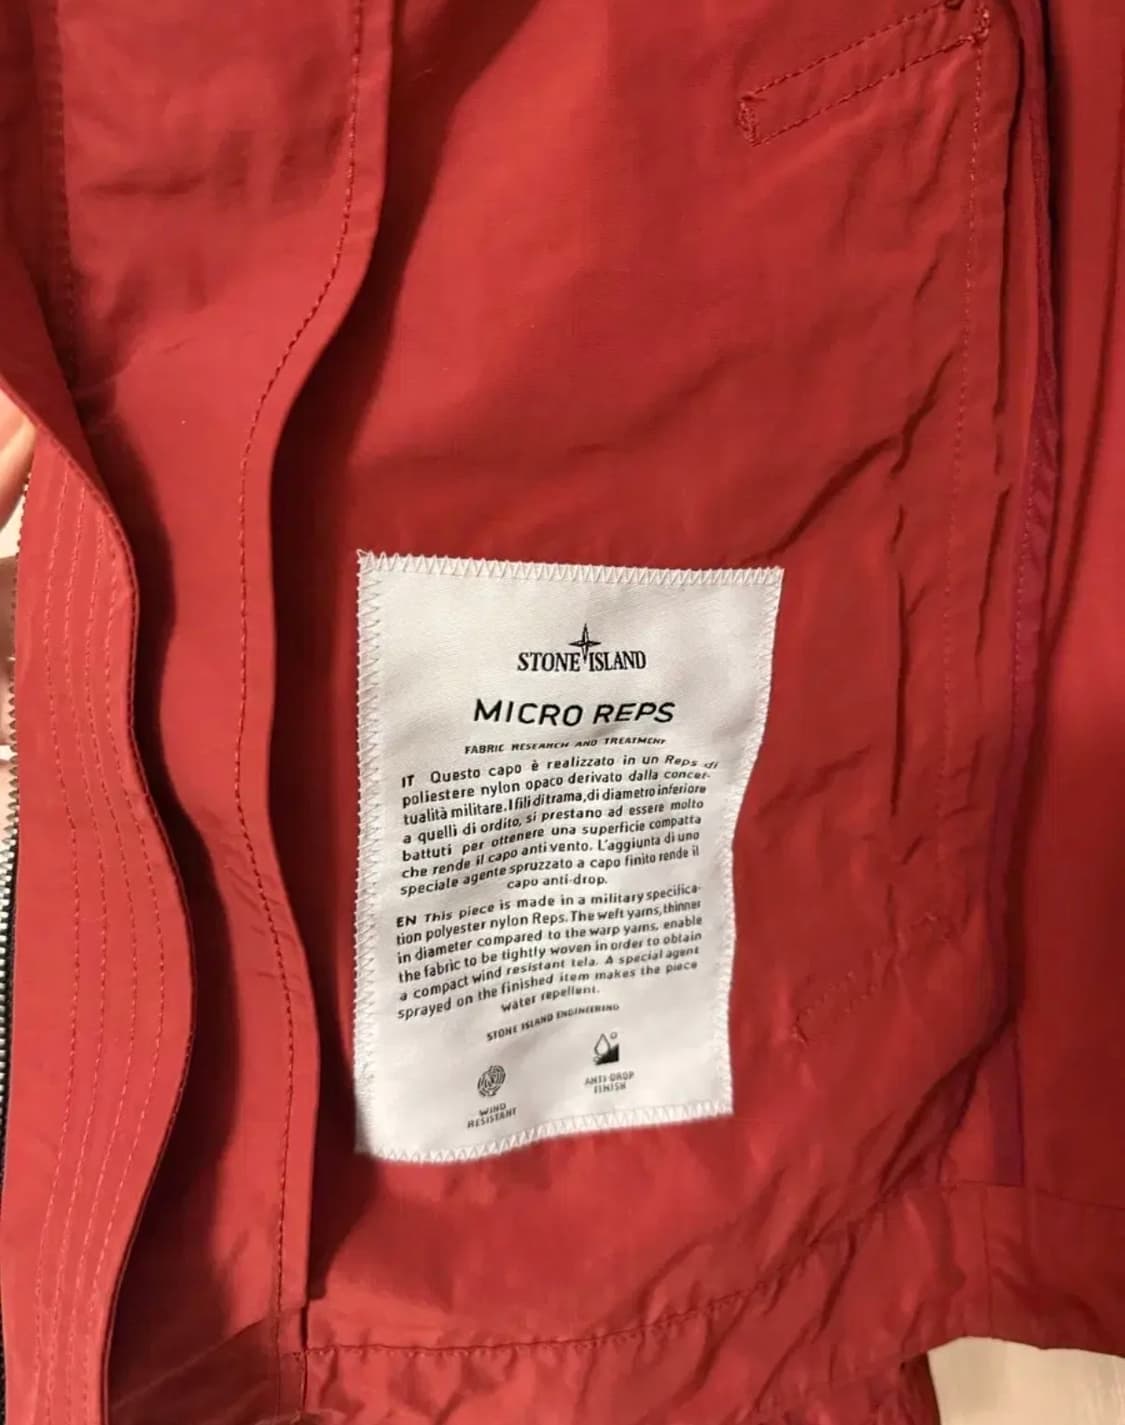 STONE ISLAND
MICRO REPS
FABRIC RESEARCH AND TREATMENT
IT Questo capo è realizzato in un Reps di
poliestere nylon opaco derivato dalla concet-
tualità militare. I fili di trama, di diametro inferiore
a quelli di ordito, si prestano ad essere molto
battuti per ottenere una superficie compatta
che rende il capo anti vento. L'aggiunta di uno
speciale agente spruzzato a capo finito rende il
capo anti-drop.
EN This piece is made in a military specifica-
tion polyester nylon Reps. The weft yarns, thinner
in diameter compared to the warp yarns, enable
the fabric to be tightly woven in order to obtain
a compact wind resistant tela. A special agent
sprayed on the finished item makes the piece
water repellent.
STONE ISLAND ENGINEERING
ANTI-DROP
FINISH
WIND
RESISTANT